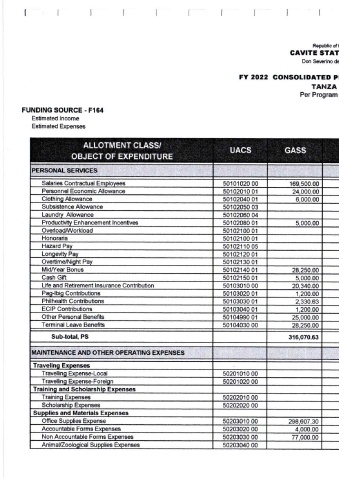 Republic of
CAVITE STAT
Don Severino de
FY 2022 CONSOLIDATED P
TANZA
Per Program
FUNDING SOURCE - F164
Estimated Income
Estimated Expenses
ALLOTMENT CLASS/ OBJECT OF EXPENDITURE UACS GASS
PERSONAL SERVICES
Salaries Contractual Employees 50101020 00 169,500.00
Personnel Economic Allowance 50102010 01 24,000.00
Clothing Allowance 50102040 01 6,000.00
Subsistence Allowance 50102050 03
Laundry Allowance 50102060 04
Productivity Enhancement Incentives 50102080 01 5,000.00
Overload/Workload 50102100 01
Honoraria 50102100 01
Hazard Pay 50102110 05
Longevity Pay 50102120 01
Overtime/Night Pay 50102130 01
Mid/Year Bonus 50102140 01 28,250.00
Cash Gift 50102150 01 5,000.00
Life and Retirement Insurance Contribution 50103010 00 20,340.00
Pag-Ibig Contributions 50103020 01 1,200.00
Philhealth Contributions 50103030 01 2,330.63
ECIP Contributions 50103040 01 1,200.00
Other Personal Benefits 50104990 01 25,000.00
Terminal Leave Benefits 50104030 00 28,250.00
Sub-total, PS 316,070.63
MAINTENANCE AND OTHER OPERATING EXPENSES
Traveling Expenses
Travelling Expense-Local 50201010 00
Travelling Expense-Foreign 50201020 00
Training and Scholarship Expenses
Training Expenses 50202010 00
Scholarship Expenses 50202020 00
Supplies and Materials Expenses
Office Supplies Expense 50203010 00 298,607.30
Accountable Forms Expenses 50203020 00 4,000.00
Non Accountable Forms Expenses 50203030 00 77,000.00
Animal/Zoological Supplies Expenses 50203040 00